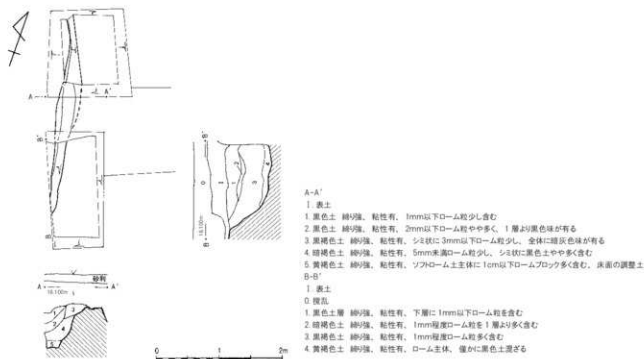 A
A'
B'
B
B'
0
1
1
2
3
4
18.100m
B
砂利
A
A'
18.100m
1
2
3
4
5
0
1
2m
A-A'
I. 表土
1. 黒色土 締り強、粘性有、1mm以下ローム粒少し含む
2. 黒色土 締り強、粘性有、2mm以下ローム粒やや多く、1層より黒色味が有る
3. 黒褐色土 締り強、粘性有、シミ状に3mm以下ローム粒少し、全体に暗灰色味が有る
4. 暗褐色土 締り強、粘性有、5mm未満ローム粒少し、シミ状に黒色土やや多く含む
5. 黄褐色土 締り強、粘性有、ソフトローム土主体に1cm以下ロームブロック多く含む、床面の調整土
B-B'
I. 表土
0. 撹乱
1. 黒色土層 締り強、粘性有、下層に1mm以下ローム粒を含む
2. 暗褐色土 締り強、粘性有、1mm程度ローム粒を1層より多く含む
3. 黒褐色土 締り強、粘性有、1mm程度ローム粒多く含む
4. 黄褐色土 締り強、粘性有、ローム主体、僅かに黒色土混ざる